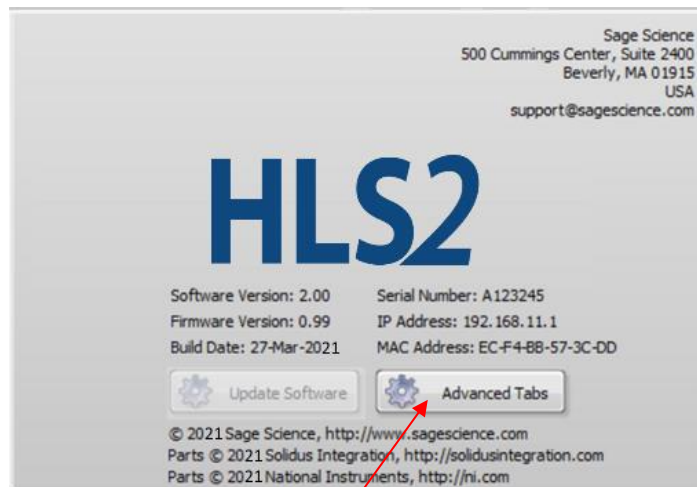 Sage Science
500 Cummings Center, Suite 2400
Beverly, MA 01915
USA
support@sagescience.com
HLS2
Software Version: 2.00 Serial Number: A123245
Firmware Version: 0.99 IP Address: 192.168.11.1
Build Date: 27-Mar-2021 MAC Address: EC-F4-BB-57-3C-DD
Update Software Advanced Tabs
© 2021 Sage Science, http://www.sagescience.com
Parts © 2021 Solidus Integration, http://solidusintegration.com
Parts © 2021 National Instruments, http://ni.com